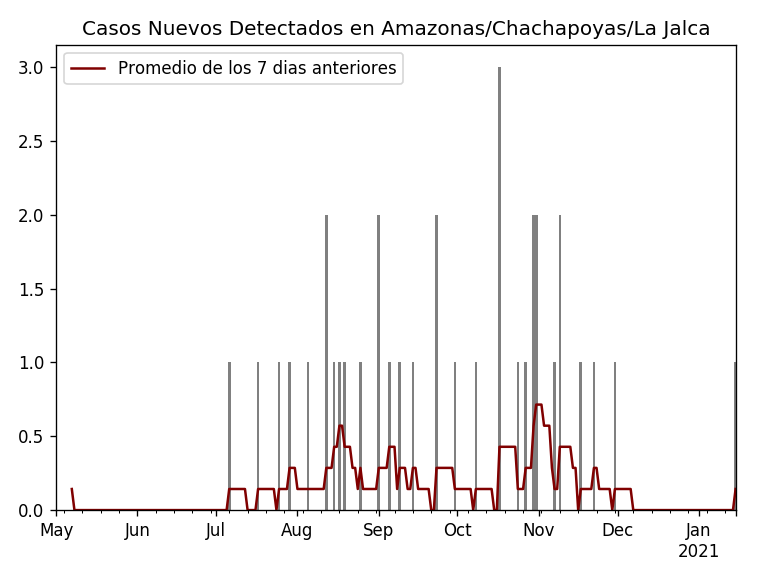 Casos Nuevos Detectados en Amazonas/Chachapoyas/La Jalca
Promedio de los 7 dias anteriores
3.0
2.5
2.0
1.5
1.0
0.5
0.0
May Jun Jul Aug Sep Oct Nov Dec Jan
2021